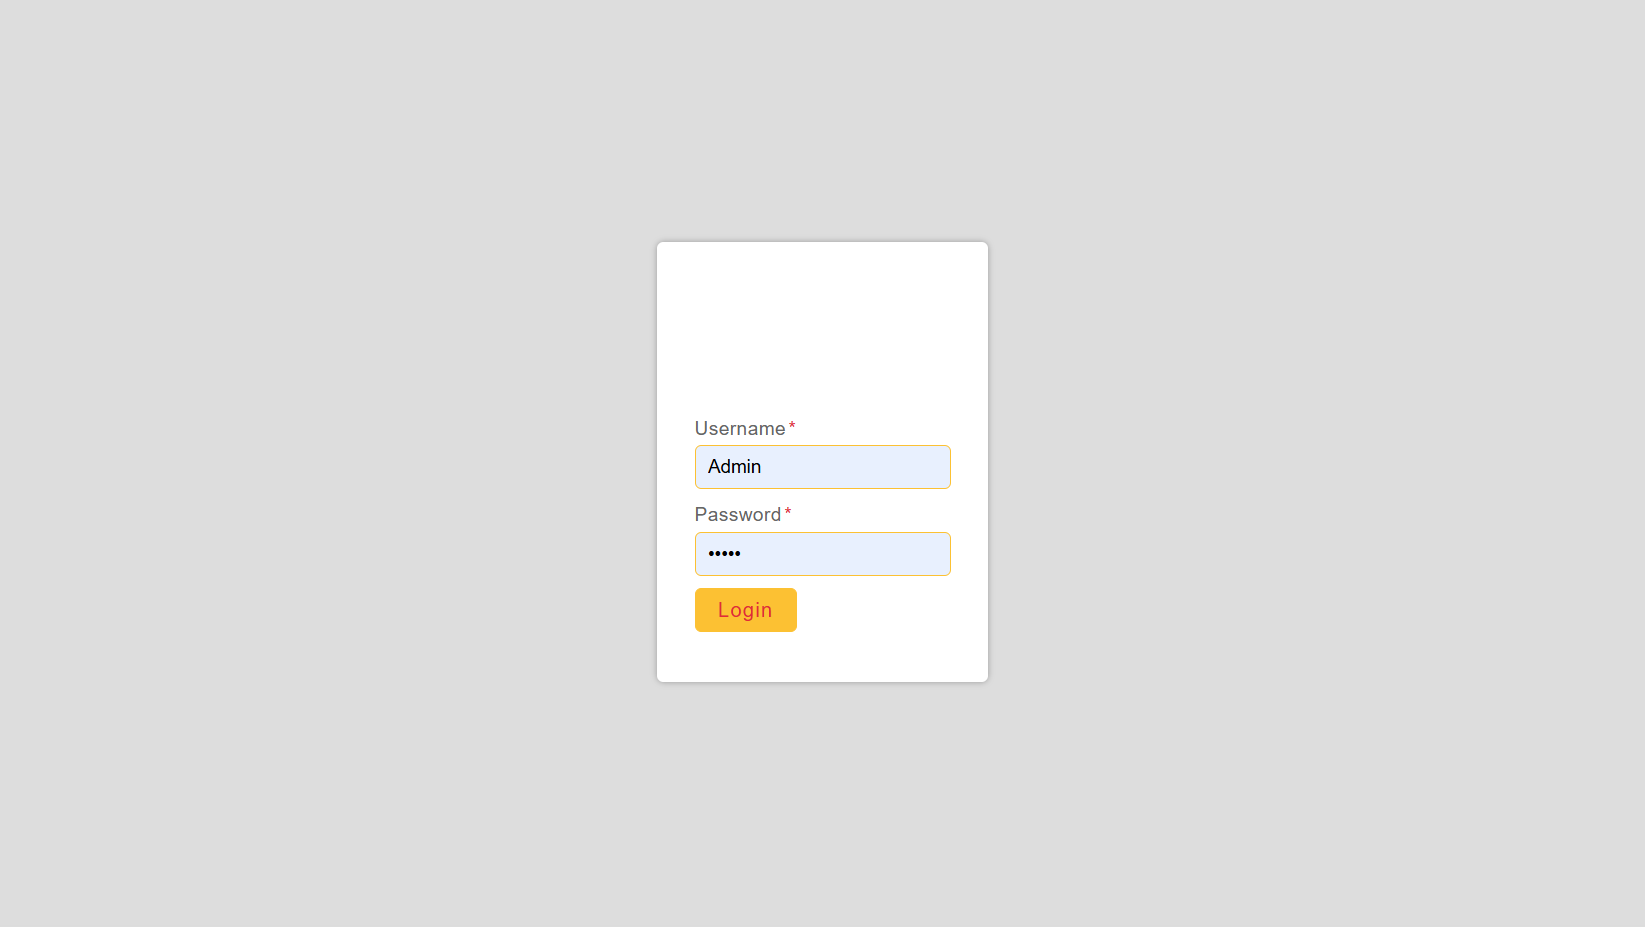 Username *
Admin
Password *
•••••
Login